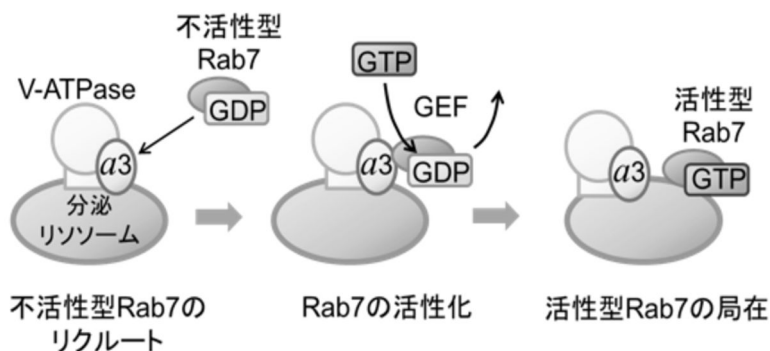 不活性型
Rab7
V-ATPase
GDP
a3
分泌
リソソーム
不活性型Rab7の
リクルート
GTP
GEF
a3
GDP
Rab7の活性化
活性型
Rab7
a3
GTP
活性型Rab7の局在